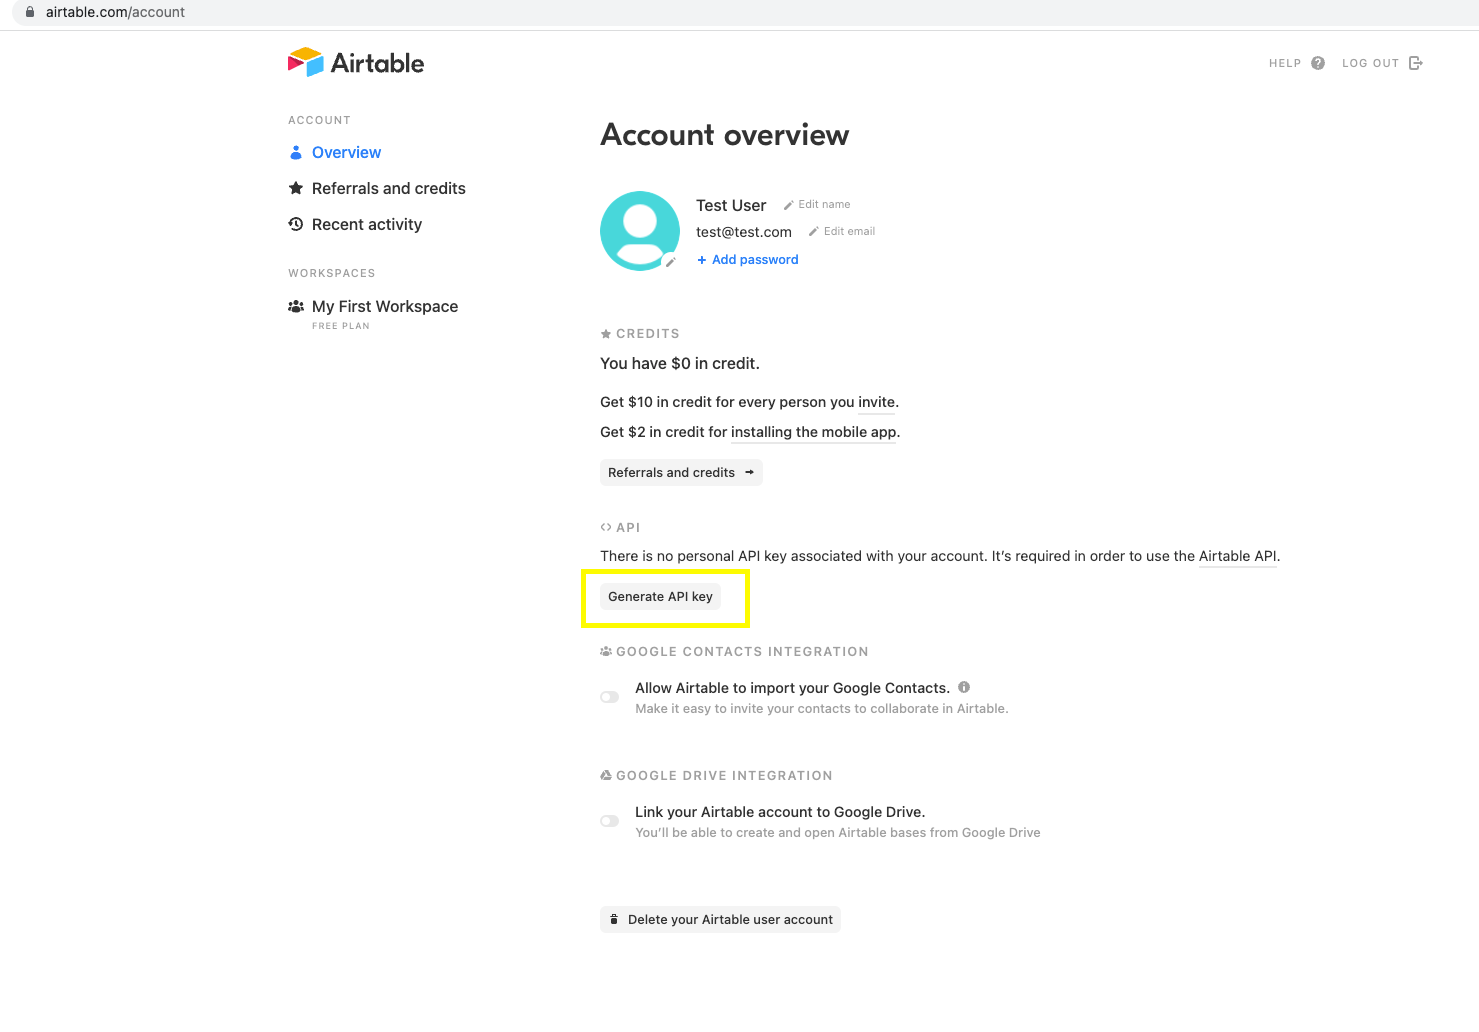 airtable.com/account
Airtable
HELP
LOG OUT
ACCOUNT
Overview
Referrals and credits
Recent activity
WORKSPACES
My First Workspace
FREE PLAN
Account overview
Test User Edit name
test@test.com Edit email
+ Add password
CREDITS
You have $0 in credit.
Get $10 in credit for every person you invite.
Get $2 in credit for installing the mobile app.
Referrals and credits →
<> API
There is no personal API key associated with your account. It’s required in order to use the Airtable API.
Generate API key
GOOGLE CONTACTS INTEGRATION
Allow Airtable to import your Google Contacts.
Make it easy to invite your contacts to collaborate in Airtable.
GOOGLE DRIVE INTEGRATION
Link your Airtable account to Google Drive.
You’ll be able to create and open Airtable bases from Google Drive
Delete your Airtable user account